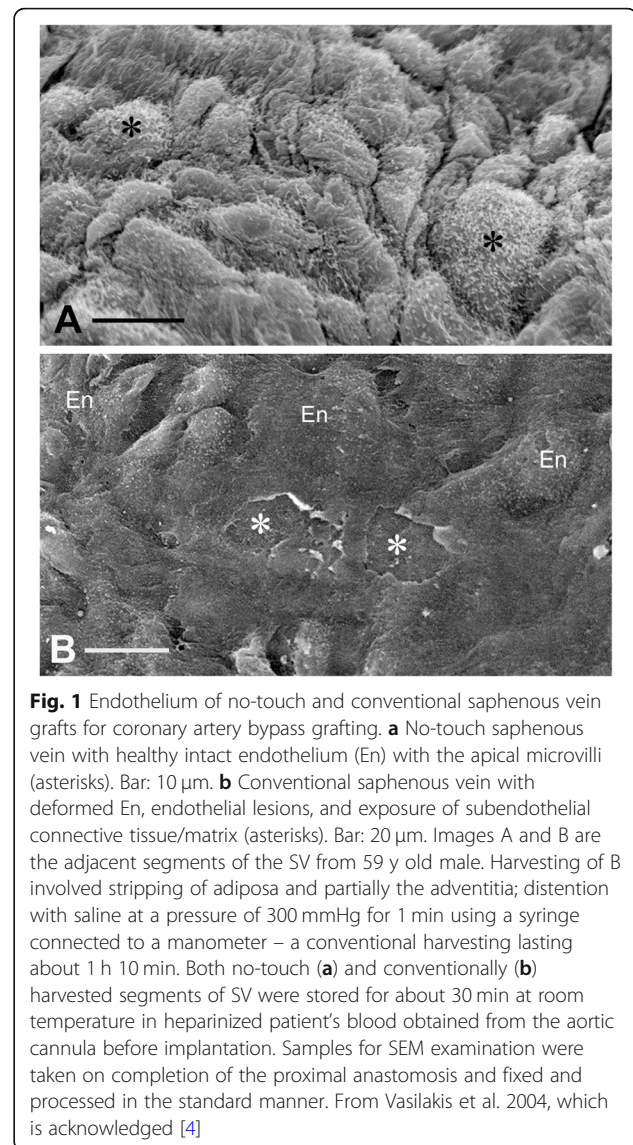 *
*
A
En
En
En
*
*
B
Fig. 1 Endothelium of no-touch and conventional saphenous vein
grafts for coronary artery bypass grafting. a No-touch saphenous
vein with healthy intact endothelium (En) with the apical microvilli
(asterisks). Bar: 10 μm. b Conventional saphenous vein with
deformed En, endothelial lesions, and exposure of subendothelial
connective tissue/matrix (asterisks). Bar: 20 μm. Images A and B are
the adjacent segments of the SV from 59 y old male. Harvesting of B
involved stripping of adiposa and partially the adventitia; distention
with saline at a pressure of 300 mmHg for 1 min using a syringe
connected to a manometer – a conventional harvesting lasting
about 1 h 10 min. Both no-touch (a) and conventionally (b)
harvested segments of SV were stored for about 30 min at room
temperature in heparinized patient's blood obtained from the aortic
cannula before implantation. Samples for SEM examination were
taken on completion of the proximal anastomosis and fixed and
processed in the standard manner. From Vasilakis et al. 2004, which
is acknowledged [4]